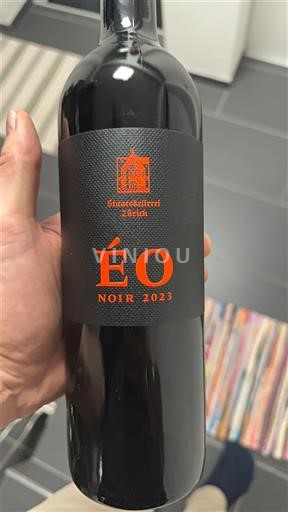 Staatskellerei
Zürich
VINIOU
ÉO
NOIR 2023